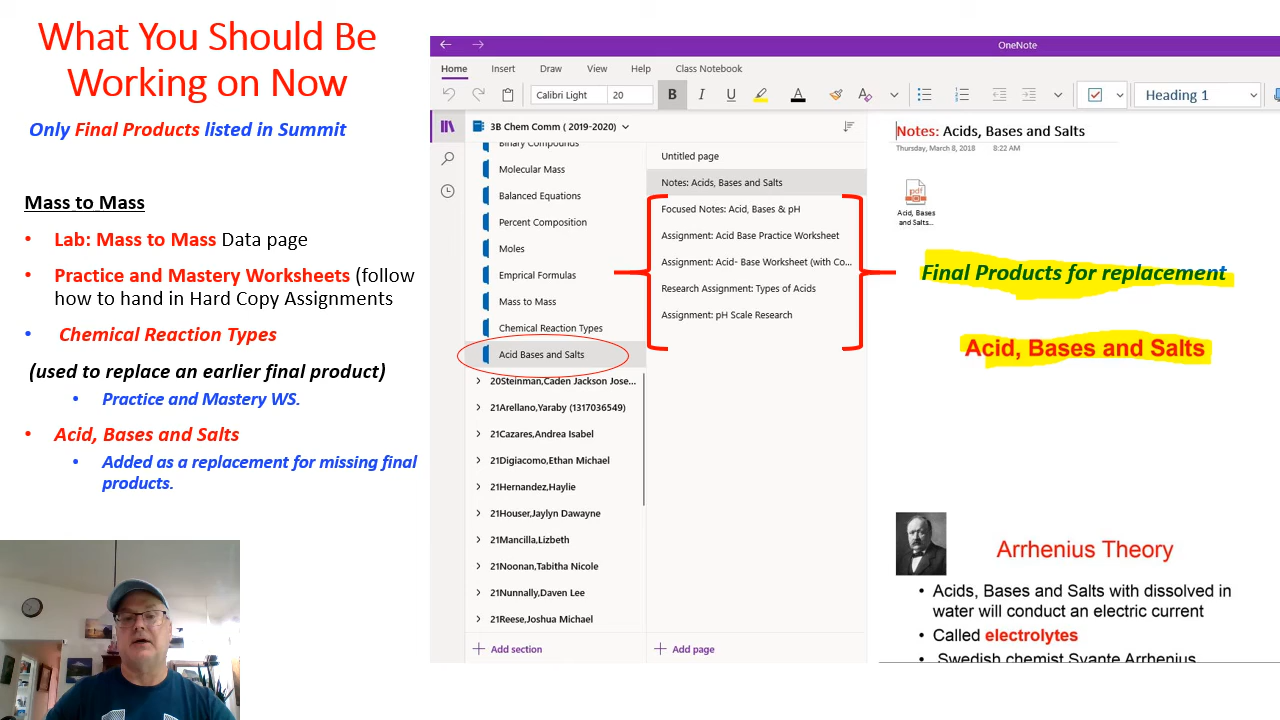 What You Should Be
Working on Now
Only Final Products listed in Summit
Mass to Mass
• Lab: Mass to Mass Data page
• Practice and Mastery Worksheets (follow
how to hand in Hard Copy Assignments
• Chemical Reaction Types
(used to replace an earlier final product)
• Practice and Mastery WS.
• Acid, Bases and Salts
• Added as a replacement for missing final
products.
OneNote
Home Insert Draw View Help Class Notebook
Calibri Light 20 B I U A A Heading 1
3B Chem Comm ( 2019-2020)
Binary Compounds
Molecular Mass
Balanced Equations
Percent Composition
Moles
Emprical Formulas
Mass to Mass
Chemical Reaction Types
Acid Bases and Salts
20Steinman,Caden Jackson Jose...
21Arellano,Yaraby (1317036549)
21Cazares,Andrea Isabel
21Digiacomo,Ethan Michael
21Hernandez,Haylie
21Houser,Jaylyn Dawayne
21Mancilla,Lizbeth
21Noonan,Tabitha Nicole
21Nunnally,Daven Lee
21Reese,Joshua Michael
+ Add section
Untitled page
Notes: Acids, Bases and Salts
Focused Notes: Acid, Bases & pH
Assignment: Acid Base Practice Worksheet
Assignment: Acid- Base Worksheet (with Co...
Research Assignment: Types of Acids
Assignment: pH Scale Research
+ Add page
Notes: Acids, Bases and Salts
Thursday, March 8, 2018 8:22 AM
pdf
Acid, Bases
and Salts...
Final Products for replacement
Acid, Bases and Salts
Arrhenius Theory
• Acids, Bases and Salts with dissolved in
water will conduct an electric current
• Called electrolytes
• Swedish chemist Svante Arrhenius